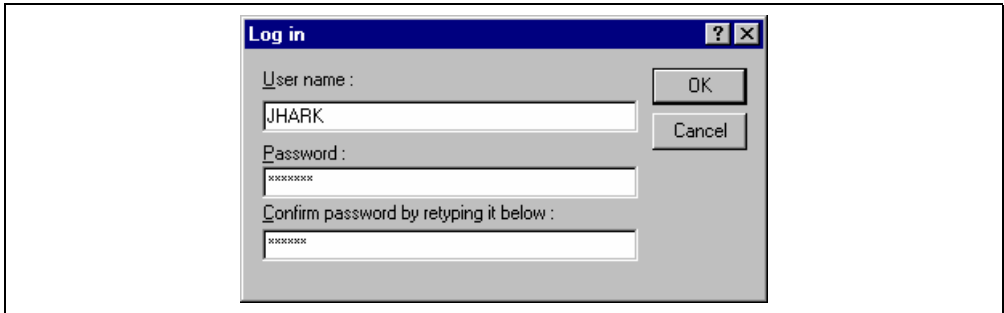 Log in
? X
User name :
OK
JHARK
Cancel
Password :
*******
Confirm password by retyping it below :
******